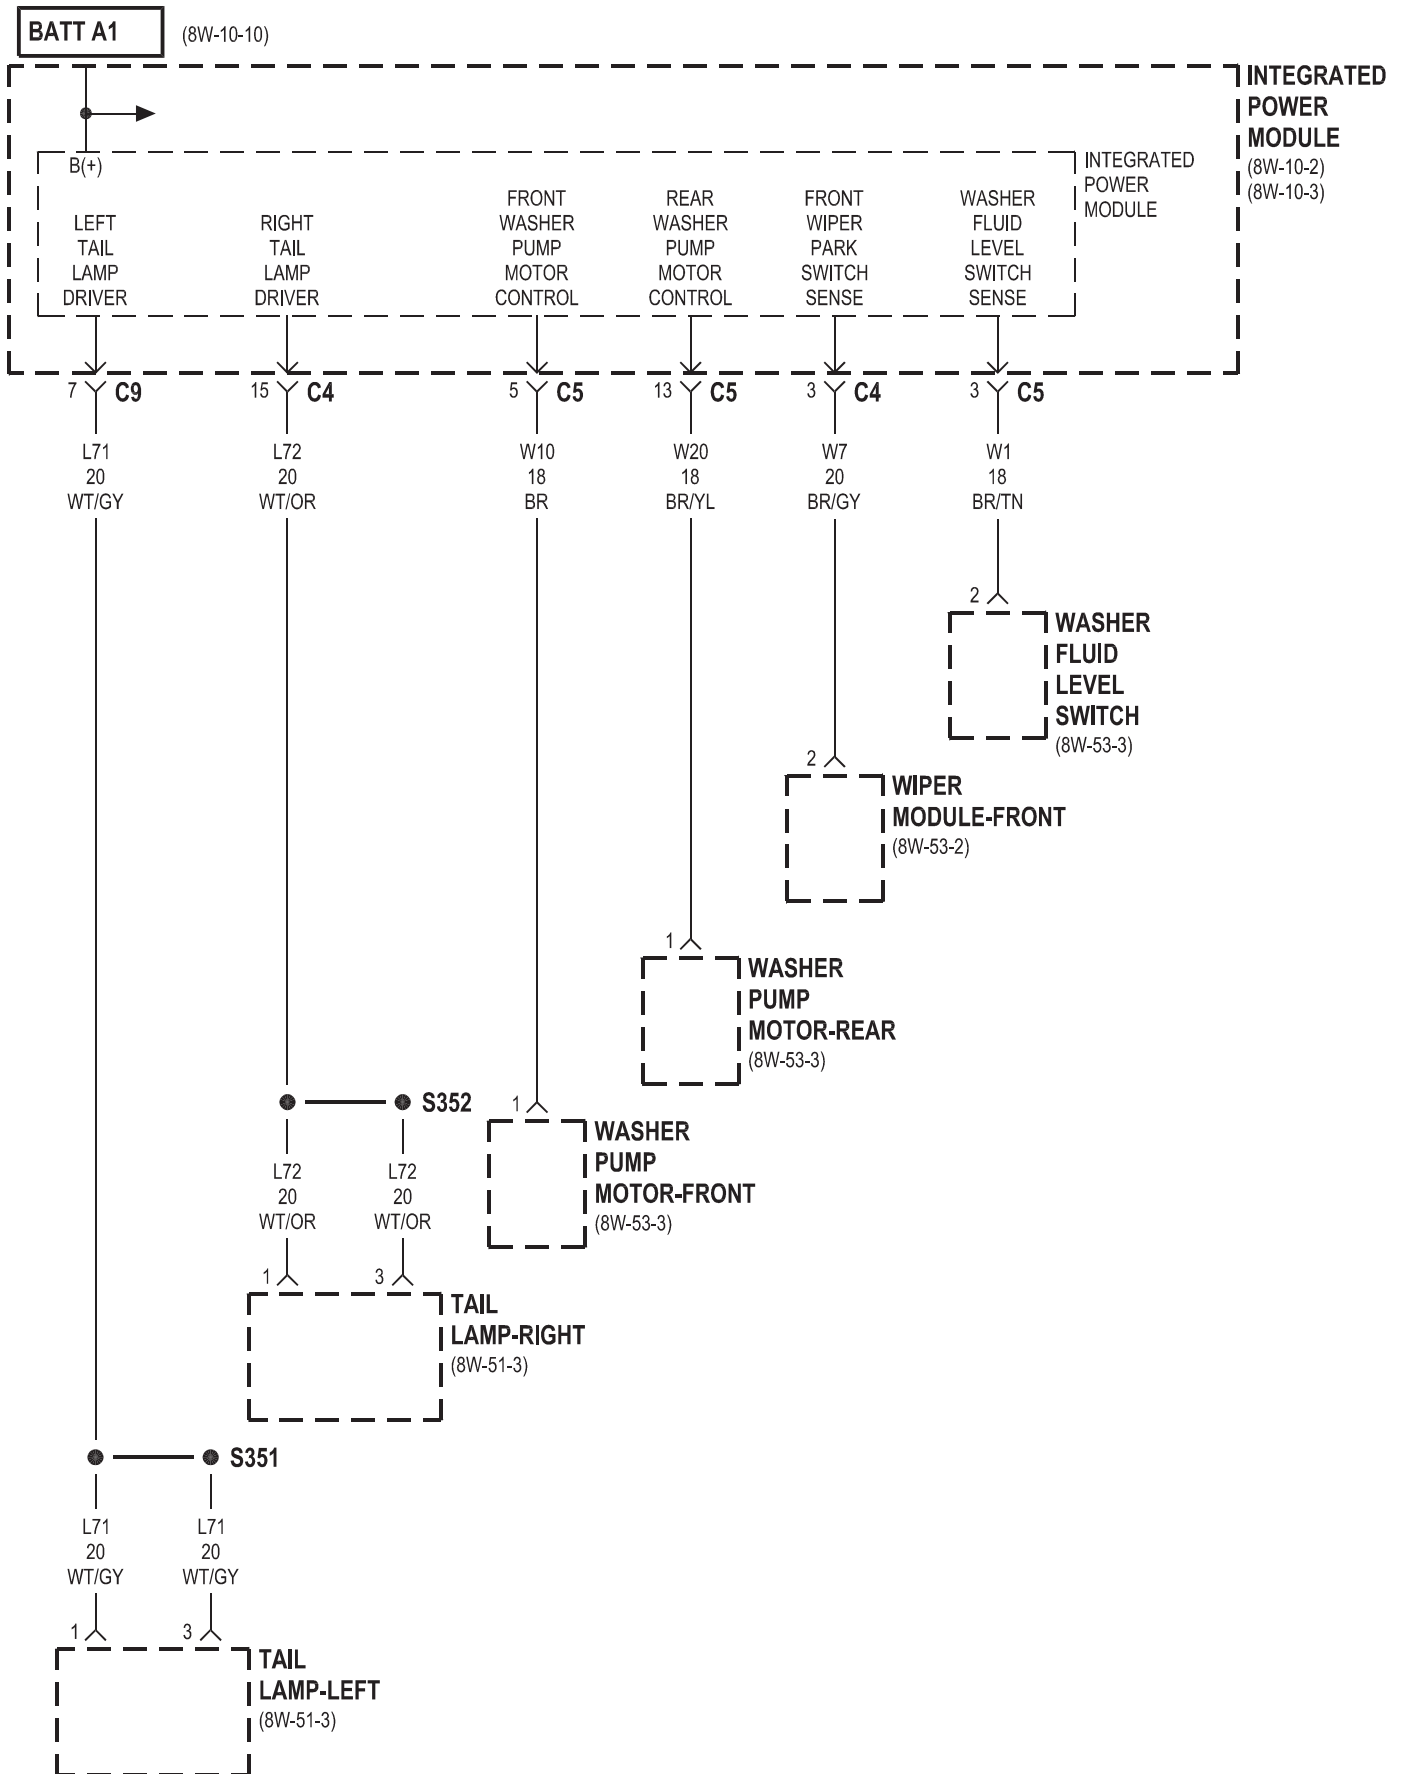 BATT A1
(8W-10-10)
INTEGRATED
POWER
MODULE
(8W-10-2)
(8W-10-3)
B(+)
INTEGRATED
POWER
MODULE
LEFT
TAIL
LAMP
DRIVER
RIGHT
TAIL
LAMP
DRIVER
FRONT
WASHER
PUMP
MOTOR
CONTROL
REAR
WASHER
PUMP
MOTOR
CONTROL
FRONT
WIPER
PARK
SWITCH
SENSE
WASHER
FLUID
LEVEL
SWITCH
SENSE
7 C9
15 C4
5 C5
13 C5
3 C4
3 C5
L71
20
WT/GY
L72
20
WT/OR
W10
18
BR
W20
18
BR/YL
W7
20
BR/GY
W1
18
BR/TN
2
WASHER
FLUID
LEVEL
SWITCH
(8W-53-3)
2
WIPER
MODULE-FRONT
(8W-53-2)
1
WASHER
PUMP
MOTOR-REAR
(8W-53-3)
S352
1
WASHER
PUMP
MOTOR-FRONT
(8W-53-3)
L72
20
WT/OR
L72
20
WT/OR
1
3
TAIL
LAMP-RIGHT
(8W-51-3)
S351
L71
20
WT/GY
L71
20
WT/GY
1
3
TAIL
LAMP-LEFT
(8W-51-3)